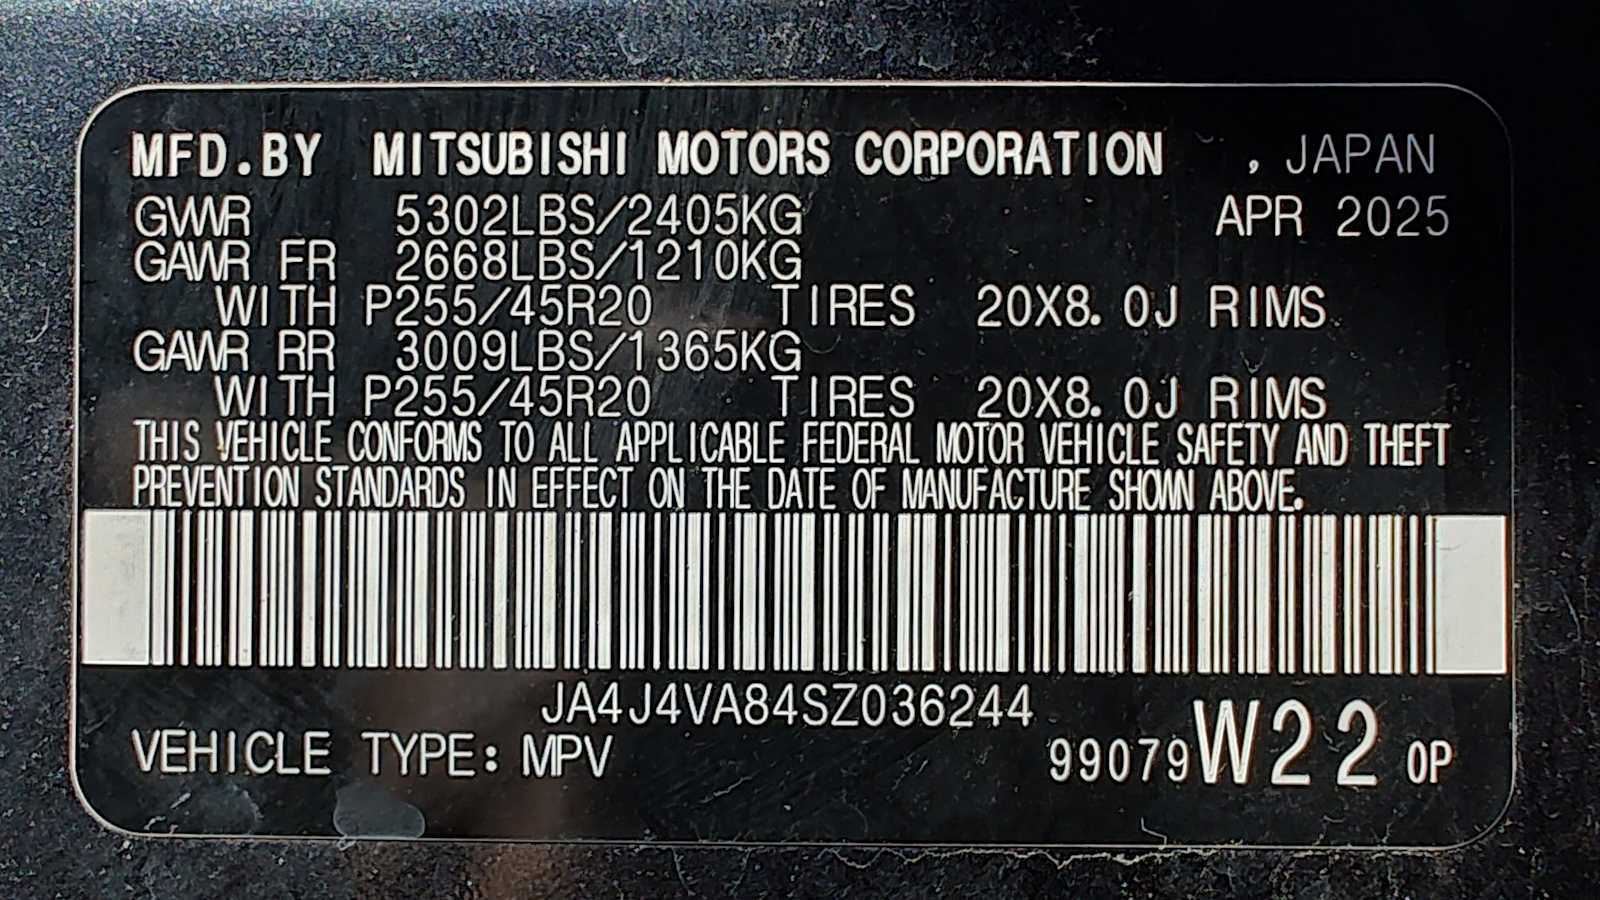 MFD.BY MITSUBISHI MOTORS CORPORATION , JAPAN
GVWR 5302LBS/2405KG APR 2025
GAWR FR 2668LBS/1210KG
WITH P255/45R20 TIRES 20X8.0J RIMS
GAWR RR 3009LBS/1365KG
WITH P255/45R20 TIRES 20X8.0J RIMS
THIS VEHICLE CONFORMS TO ALL APPLICABLE FEDERAL MOTOR VEHICLE SAFETY AND THEFT
PREVENTION STANDARDS IN EFFECT ON THE DATE OF MANUFACTURE SHOWN ABOVE.
JA4J4VA84SZ036244
VEHICLE TYPE: MPV 99079W22 0P